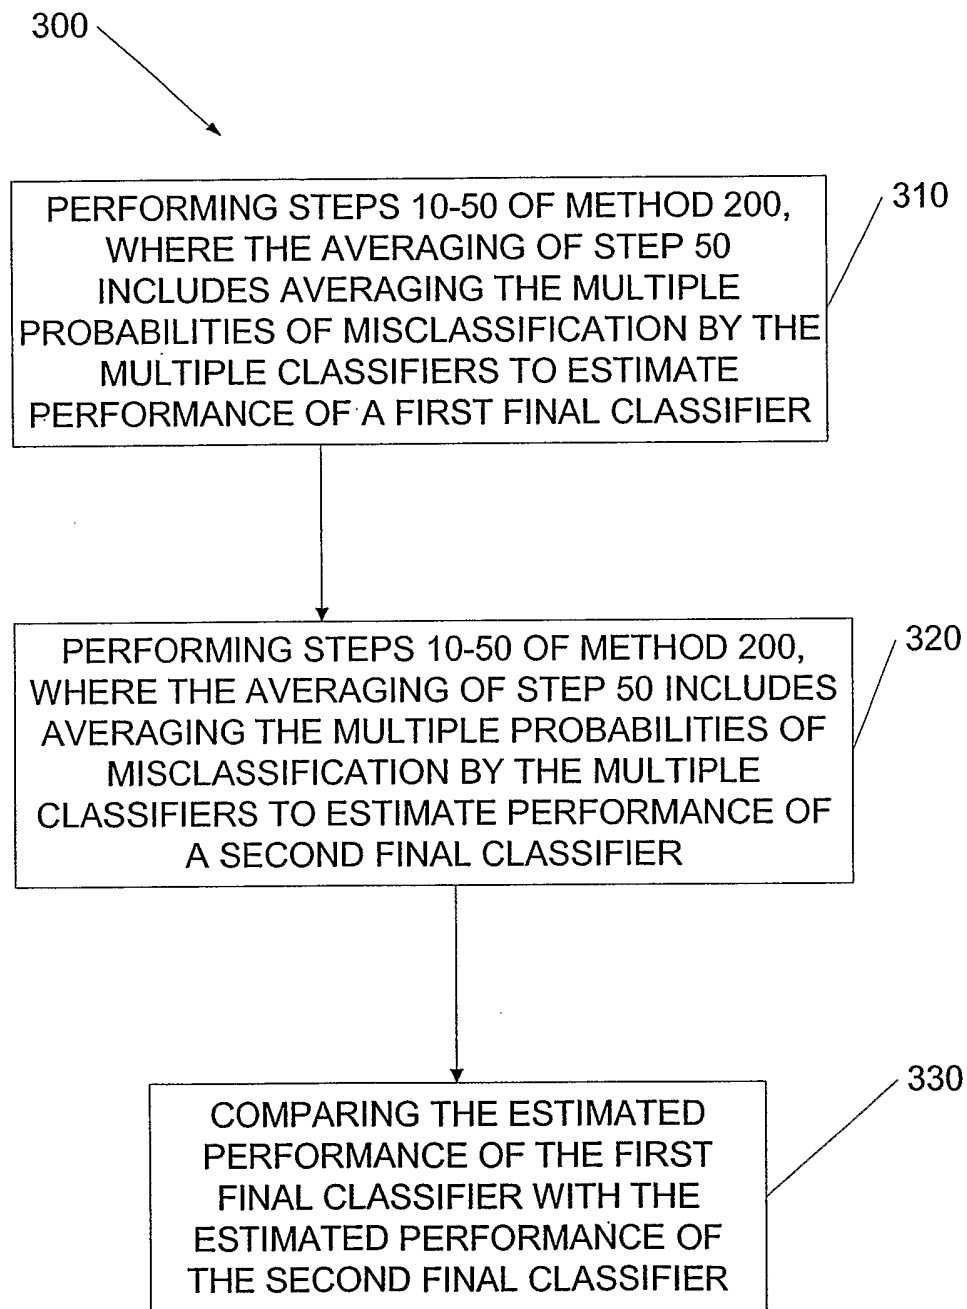 300
PERFORMING STEPS 10-50 OF METHOD 200,
WHERE THE AVERAGING OF STEP 50
INCLUDES AVERAGING THE MULTIPLE
PROBABILITIES OF MISCLASSIFICATION BY THE
MULTIPLE CLASSIFIERS TO ESTIMATE
PERFORMANCE OF A FIRST FINAL CLASSIFIER
310
PERFORMING STEPS 10-50 OF METHOD 200,
WHERE THE AVERAGING OF STEP 50 INCLUDES
AVERAGING THE MULTIPLE PROBABILITIES OF
MISCLASSIFICATION BY THE MULTIPLE
CLASSIFIERS TO ESTIMATE PERFORMANCE OF
A SECOND FINAL CLASSIFIER
320
COMPARING THE ESTIMATED
PERFORMANCE OF THE FIRST
FINAL CLASSIFIER WITH THE
ESTIMATED PERFORMANCE OF
THE SECOND FINAL CLASSIFIER
330